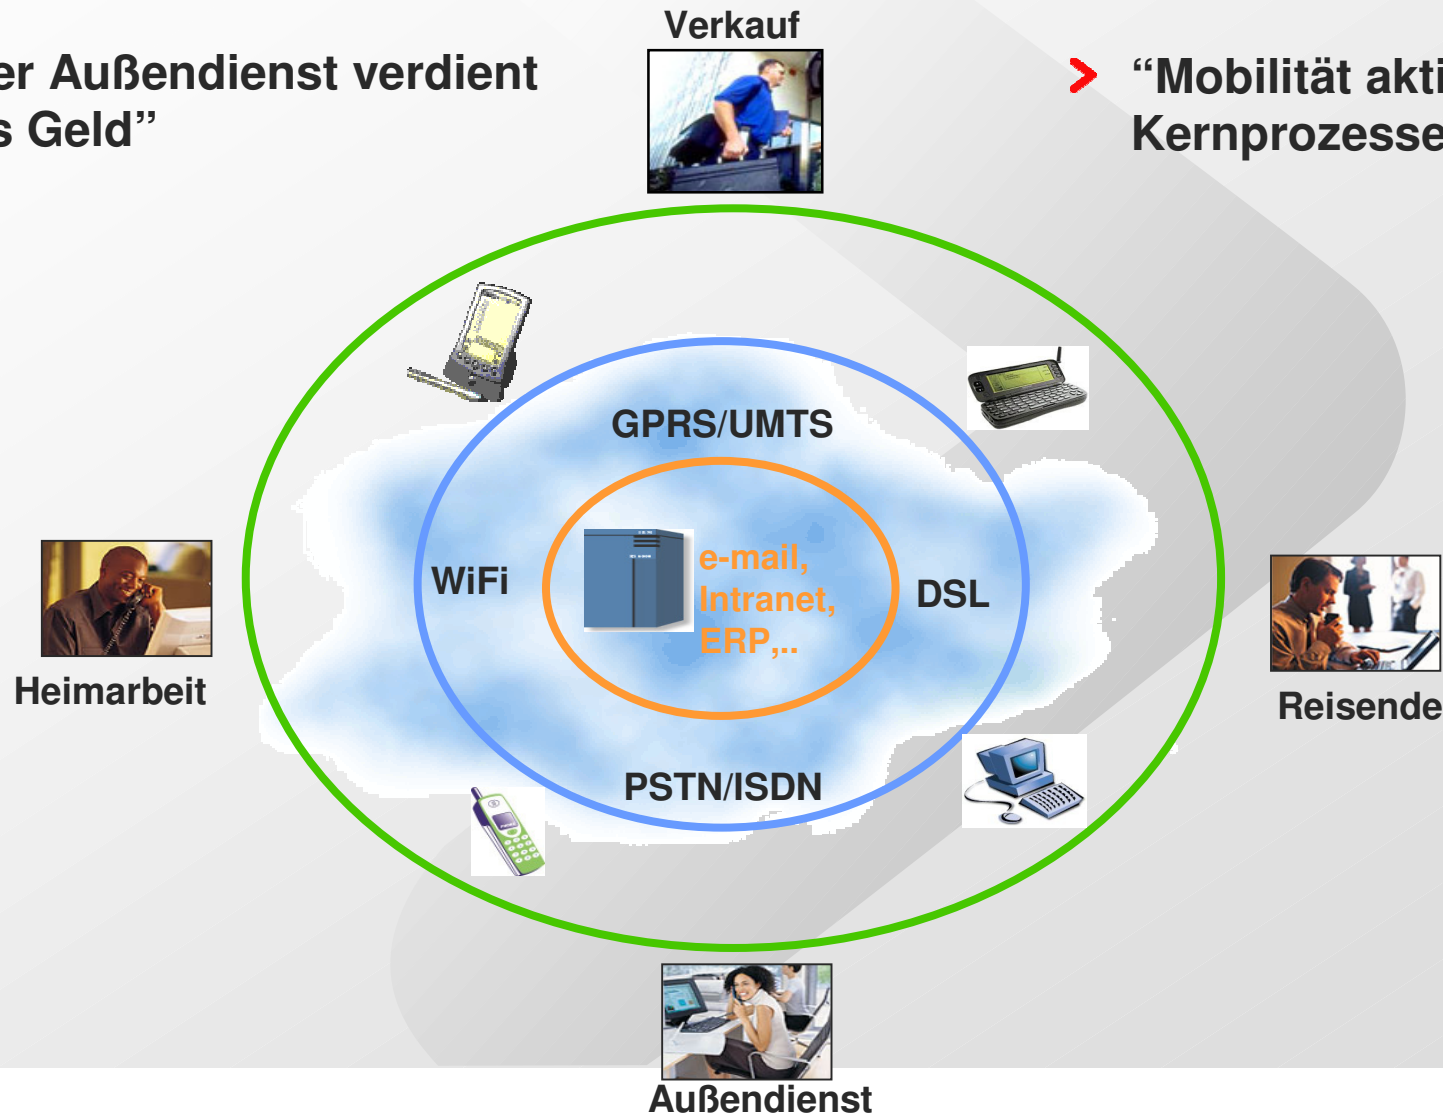 Verkauf
er Außendienst verdient
s Geld”
“Mobilität akti
Kernprozesse
GPRS/UMTS
WiFi
e-mail,
Intranet,
ERP,..
DSL
Heimarbeit
Reisende
PSTN/ISDN
Außendienst